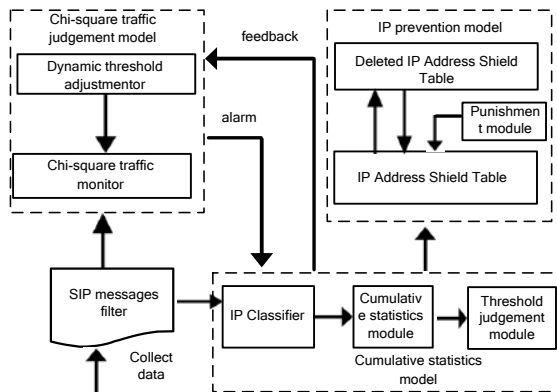 Chi-square traffic
judgement model
Dynamic threshold
adjustmentor
Chi-square traffic
monitor
feedback
alarm
IP prevention model
Deleted IP Address Shield
Table
Punishmen
t module
IP Address Shield Table
SIP messages
filter
Collect
data
IP Classifier
Cumulativ
e statistics
module
Threshold
judgement
module
Cumulative statistics
model